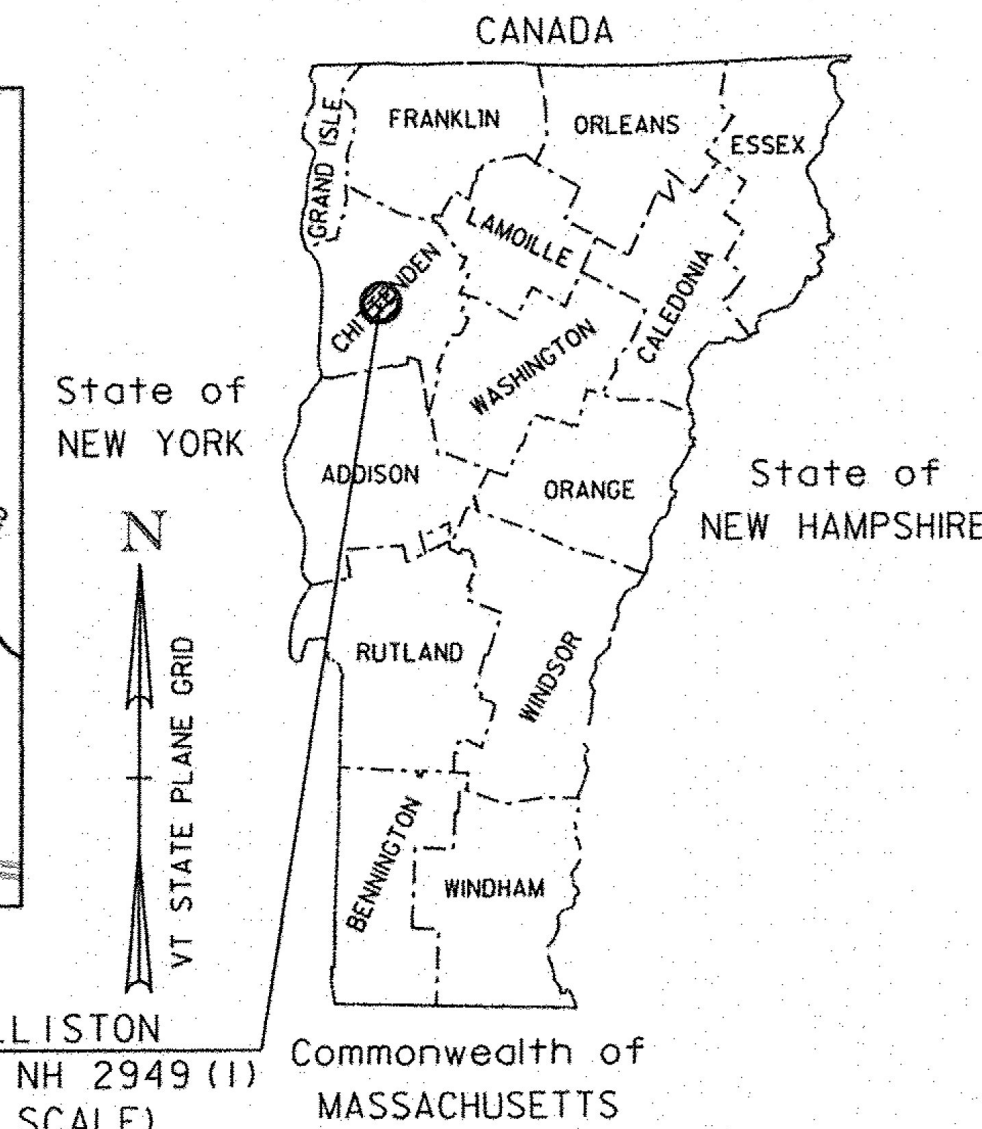 CANADA
FRANKLIN
ORLEANS
ESSEX
GRAND ISLE
LAMOILLE
CHITTENDEN
CALEDONIA
WASHINGTON
State of
NEW YORK
ADDISON
ORANGE
State of
NEW HAMPSHIRE
N
VT STATE PLANE GRID
RUTLAND
WINDSOR
BENNINGTON
WINDHAM
LLISTON
NH 2949 (1)
SCALE)
Commonwealth of
MASSACHUSETTS